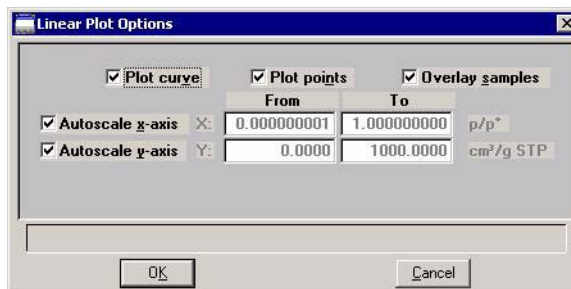 Linear Plot Options
Plot curve Plot points Overlay samples
From To
Autoscale x-axis X: 0.000000001 1.000000000 p/p°
Autoscale y-axis Y: 0.0000 1000.0000 cm³/g STP
OK Cancel